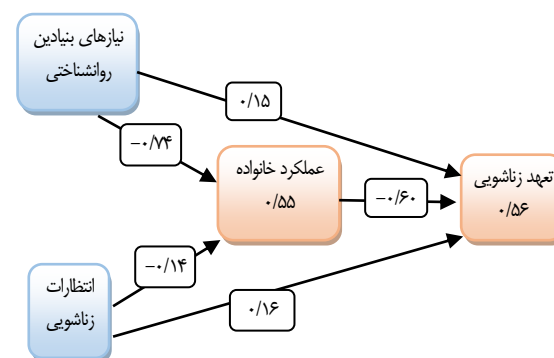 نیازهای بنیادین
روانشناختی
۰/۱۵
−۰/۷۴
عملکرد خانواده
۰/۵۵
−۰/۶۰
تعهد زناشویی
۰/۵۶
−۰/۱۴
انتظارات
زناشویی
۰/۱۶